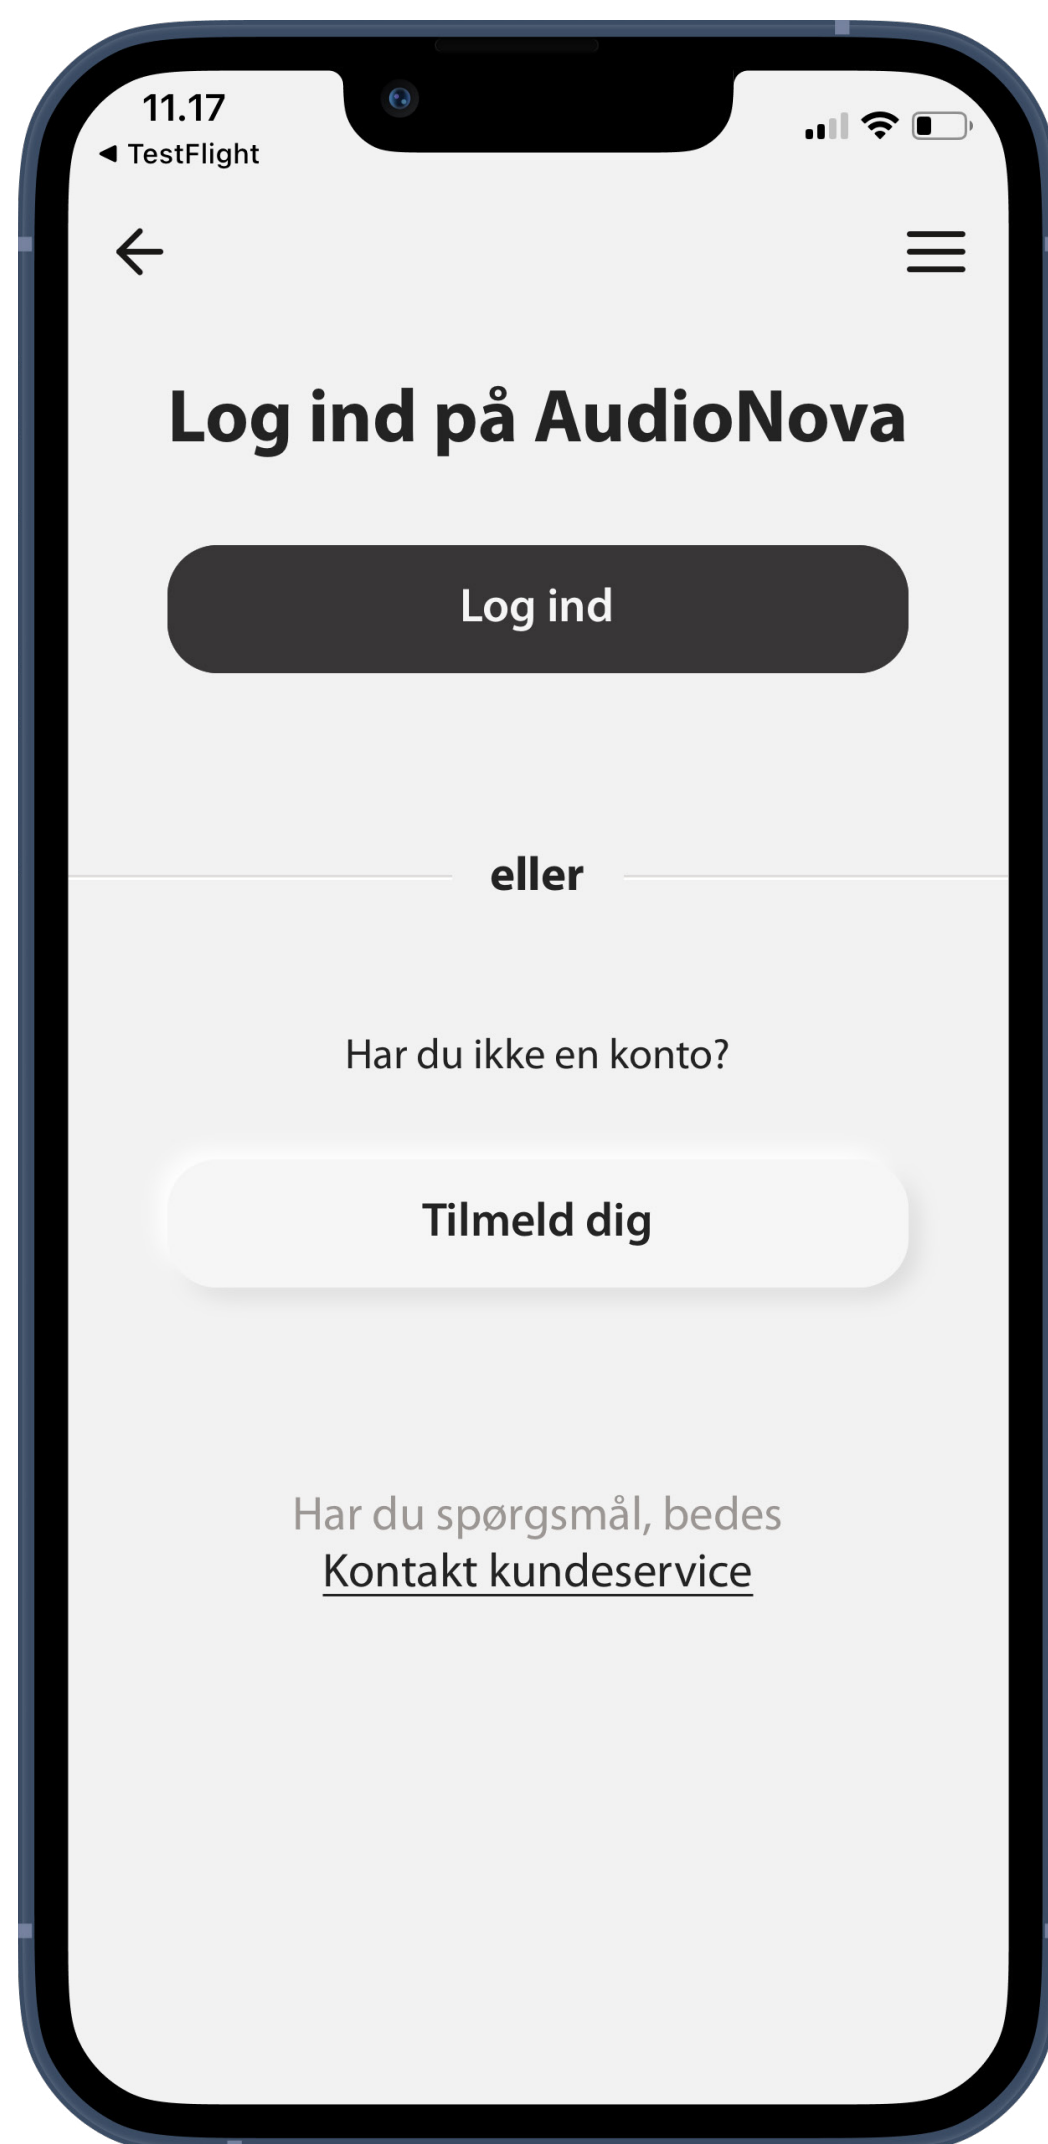 11.17
◀ TestFlight
Log ind på AudioNova
Log ind
eller
Har du ikke en konto?
Tilmeld dig
Har du spørgsmål, bedes
Kontakt kundeservice